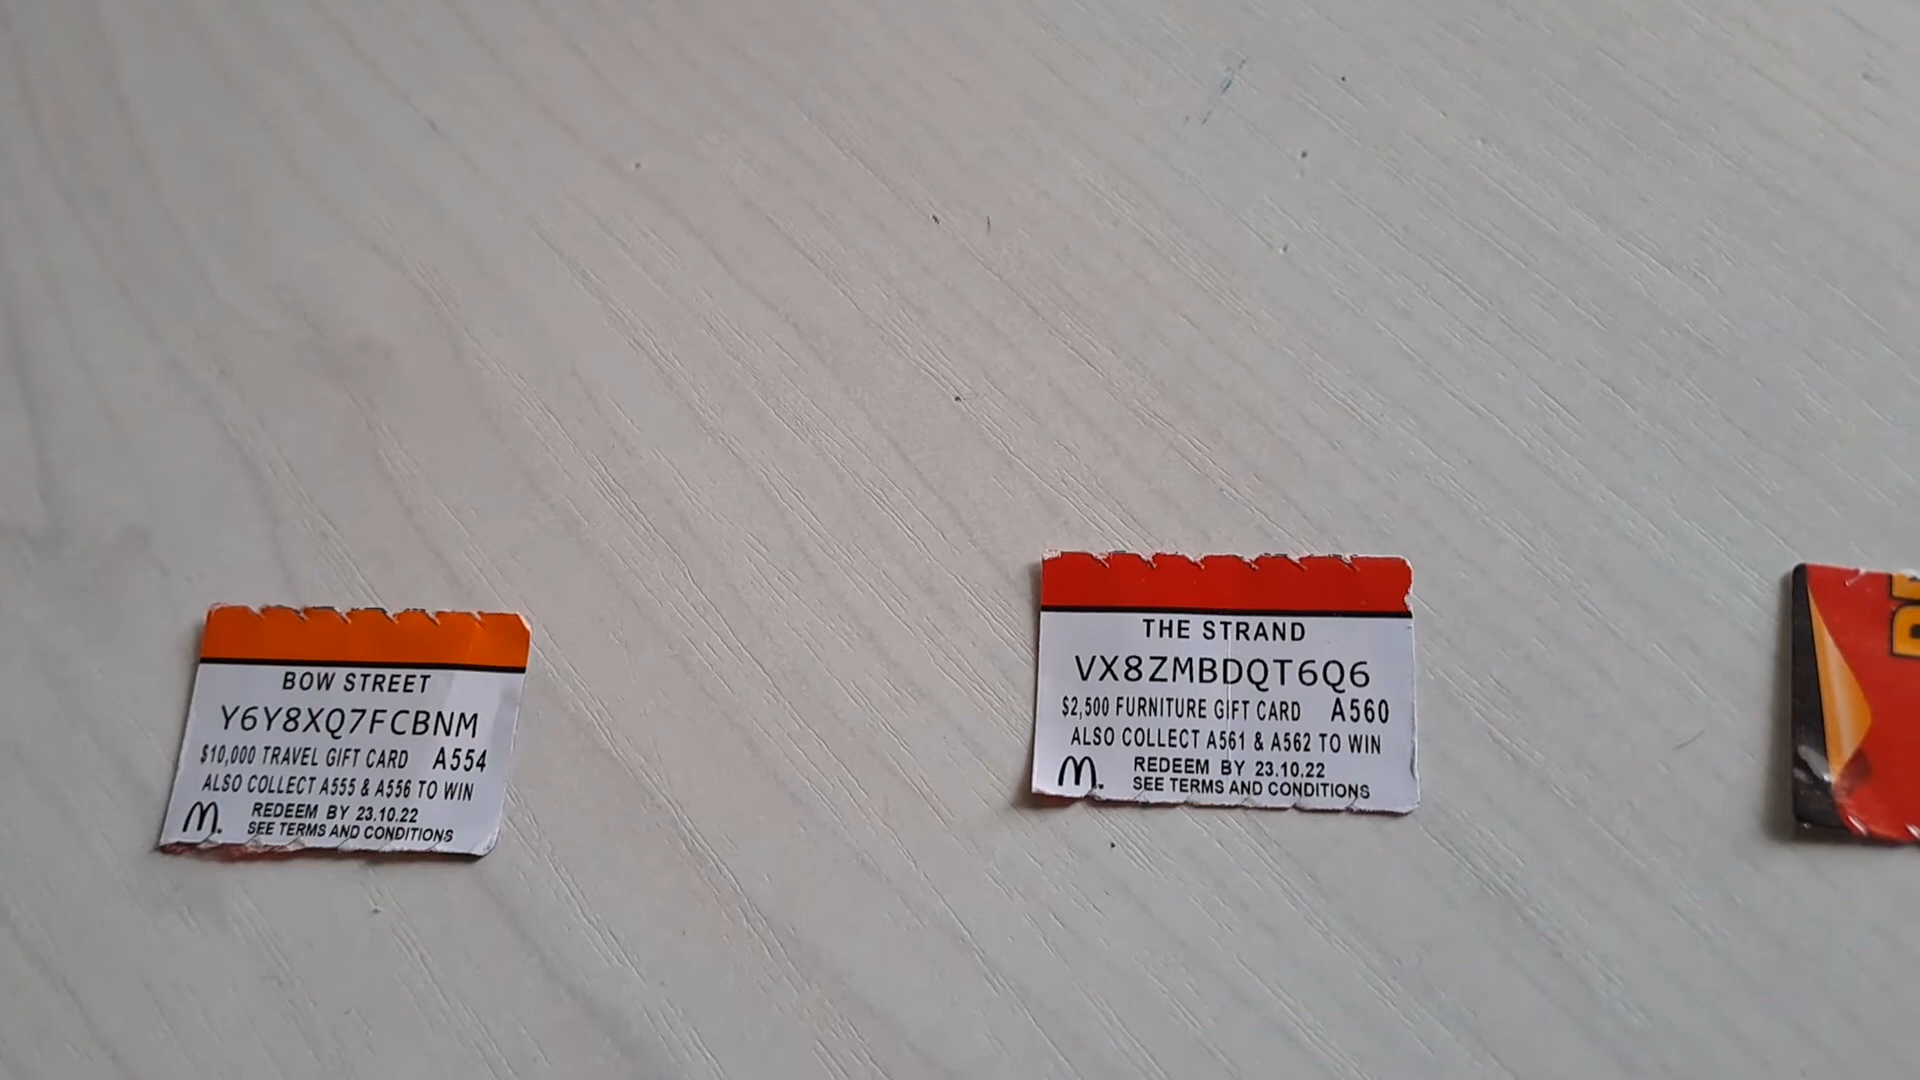 BOW STREET
Y6Y8XQ7FCBNM
$10,000 TRAVEL GIFT CARD A554
ALSO COLLECT A555 & A556 TO WIN
REDEEM BY 23.10.22
SEE TERMS AND CONDITIONS
THE STRAND
VX8ZMBDQT6Q6
$2,500 FURNITURE GIFT CARD A560
ALSO COLLECT A561 & A562 TO WIN
REDEEM BY 23.10.22
SEE TERMS AND CONDITIONS